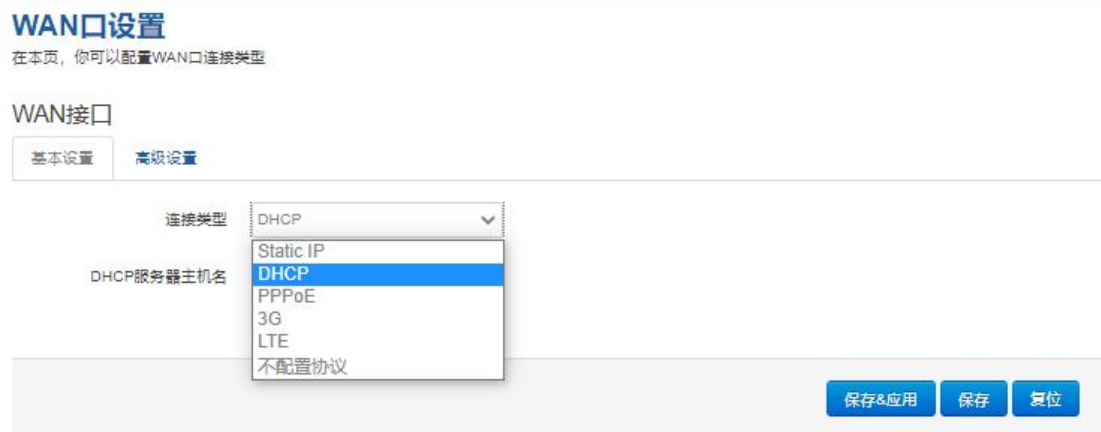 WAN口设置
在本页，你可以配置WAN口连接类型
WAN接口
基本设置 高级设置
连接类型 DHCP
Static IP
DHCP服务器主机名 DHCP
PPPoE
3G
LTE
不配置协议
保存&应用 保存 复位